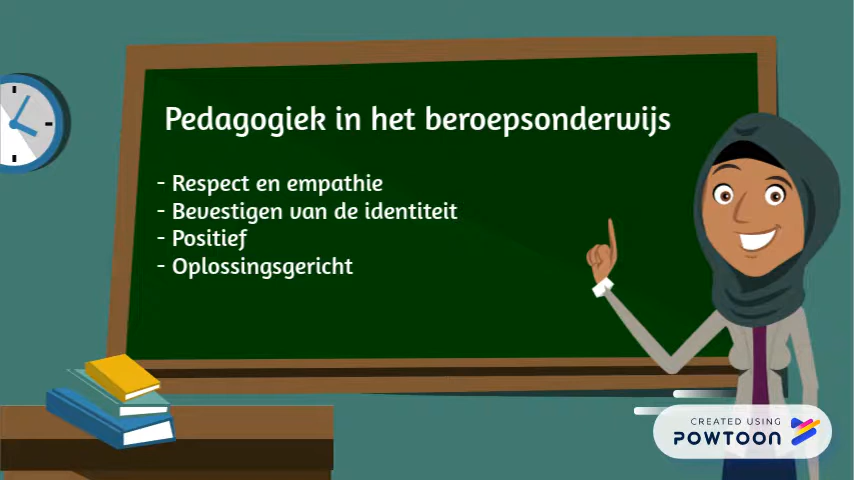 Pedagogiek in het beroepsonderwijs
- Respect en empathie
- Bevestigen van de identiteit
- Positief
- Oplossingsgericht
CREATED USING
POWTOON